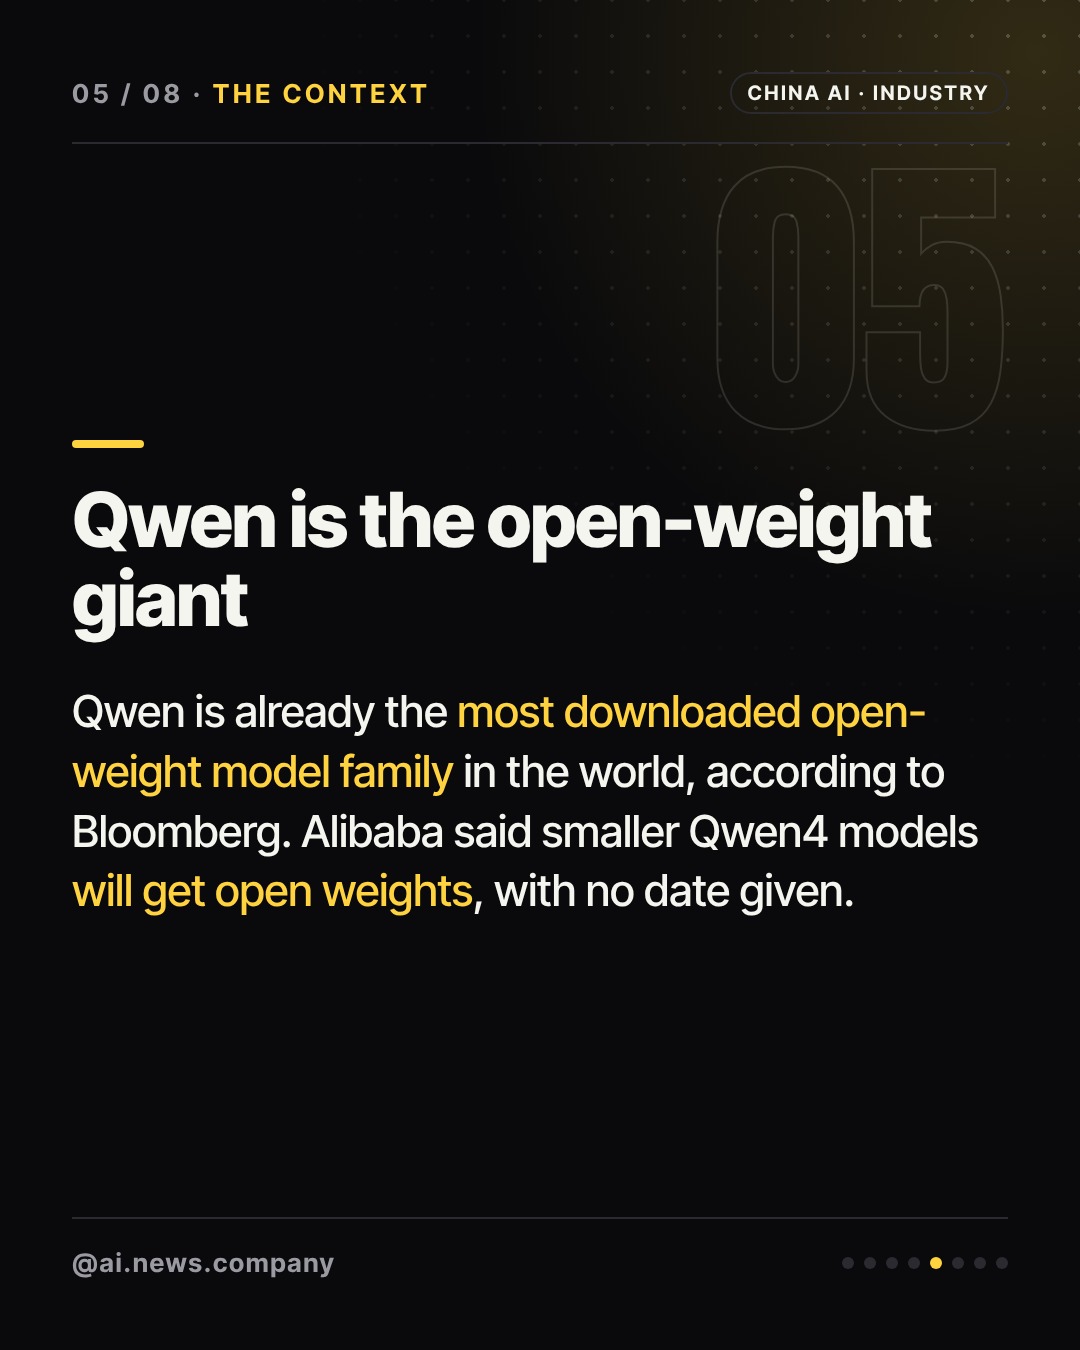 05 / 08 · THE CONTEXT
CHINA AI · INDUSTRY
05
Qwen is the open-weight
giant
Qwen is already the most downloaded open-
weight model family in the world, according to
Bloomberg. Alibaba said smaller Qwen4 models
will get open weights, with no date given.
@ai.news.company